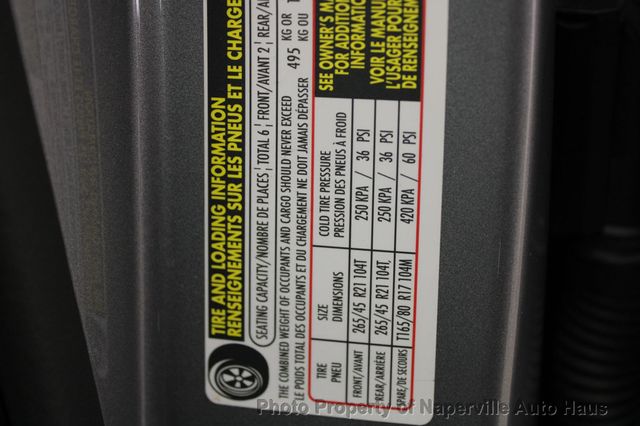 TIRE AND LOADING INFORMATION
RENSEIGNEMENTS SUR LES PNEUS ET LE CHARGE
SEATING CAPACITY/NOMBRE DE PLACES TOTAL 6 FRONT/AVANT 2 REAR/A
THE COMBINED WEIGHT OF OCCUPANTS AND CARGO SHOULD NEVER EXCEED 495 KG OR
LE POIDS TOTAL DES OCCUPANTS ET DU CHARGEMENT NE DOIT JAMAIS DÉPASSER KG OU
TIRE SIZE COLD TIRE PRESSURE
PNEU DIMENSIONS PRESSION DES PNEUS À FROID
FRONT/AVANT 265/45 R21 104T, 250 KPA / 36 PSI
REAR/ARRIÈRE 265/45 R21 104T, 250 KPA / 36 PSI
SPARE/DE SECOURS T165/80 R17 104M 420 KPA / 60 PSI
SEE OWNER'S M
FOR ADDITION
INFORMATION
VOIR LE MANU
L'USAGER POUR
DE RENSEIGNEM
Photo Property of Naperville Auto Haus